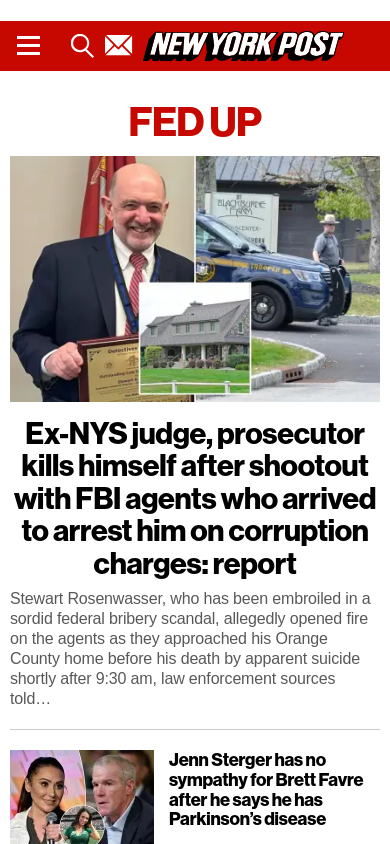 NEW YORK POST
FED UP
BLACKBURNE
FARM
Ex-NYS judge, prosecutor
kills himself after shootout
with FBI agents who arrived
to arrest him on corruption
charges: report
Stewart Rosenwasser, who has been embroiled in a
sordid federal bribery scandal, allegedly opened fire
on the agents as they approached his Orange
County home before his death by apparent suicide
shortly after 9:30 am, law enforcement sources
told…
Jenn Sterger has no
sympathy for Brett Favre
after he says he has
Parkinson’s disease